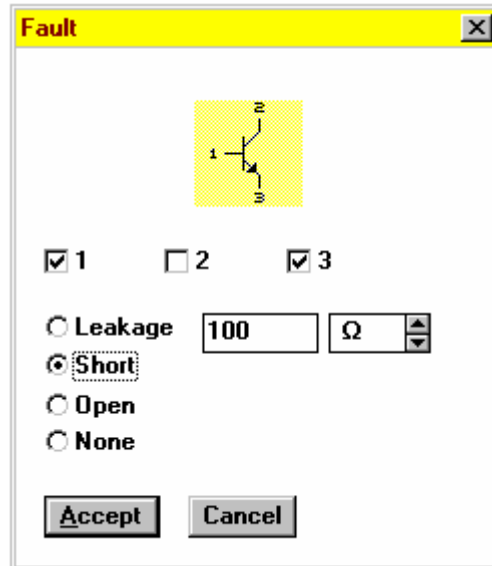 Fault
2
1
3
1 2 3
Leakage 100 Ω
Short
Open
None
Accept Cancel